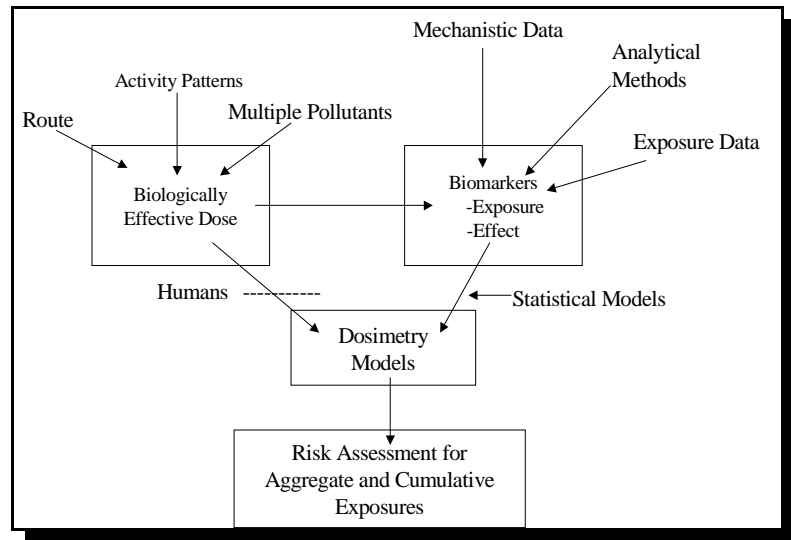 Mechanistic Data
Analytical
Methods
Activity Patterns
Multiple Pollutants
Route
Exposure Data
Biologically
Effective Dose
Biomarkers
-Exposure
-Effect
Humans
Statistical Models
Dosimetry
Models
Risk Assessment for
Aggregate and Cumulative
Exposures